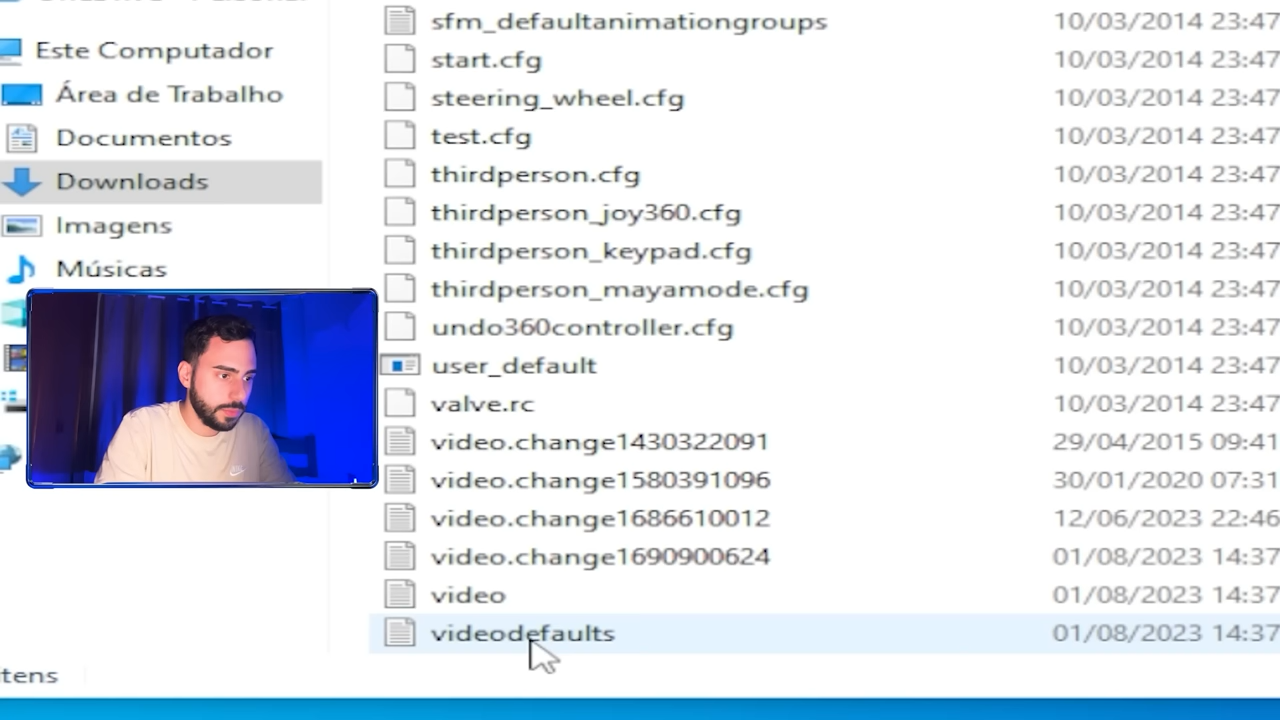 Este Computador
Área de Trabalho
Documentos
Downloads
Imagens
Músicas
sfm_defaultanimationgroups 10/03/2014 23:47
start.cfg 10/03/2014 23:47
steering_wheel.cfg 10/03/2014 23:47
test.cfg 10/03/2014 23:47
thirdperson.cfg 10/03/2014 23:47
thirdperson_joy360.cfg 10/03/2014 23:47
thirdperson_keypad.cfg 10/03/2014 23:47
thirdperson_mayamode.cfg 10/03/2014 23:47
undo360controller.cfg 10/03/2014 23:47
user_default 10/03/2014 23:47
valve.rc 10/03/2014 23:47
video.change1430322091 29/04/2015 09:41
video.change1580391096 30/01/2020 07:31
video.change1686610012 12/06/2023 22:46
video.change1690900624 01/08/2023 14:37
video 01/08/2023 14:37
videodefaults 01/08/2023 14:37
itens